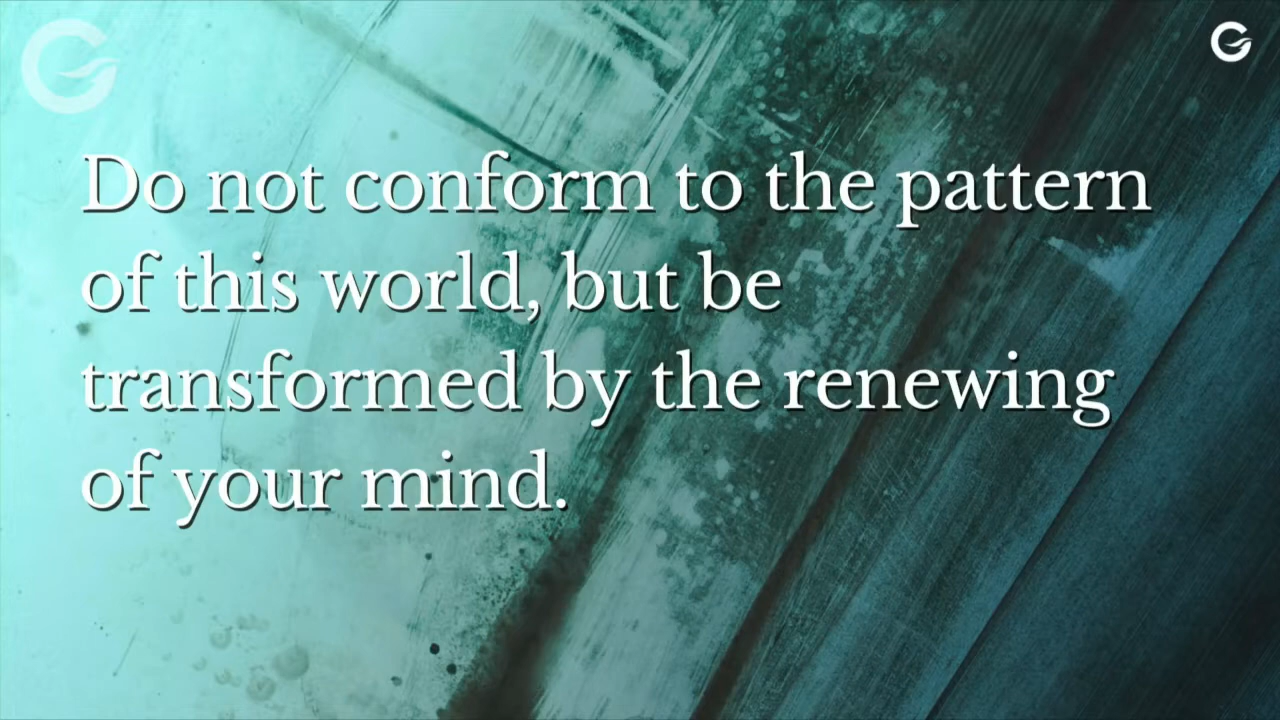 Do not conform to the pattern
of this world, but be
transformed by the renewing
of your mind.